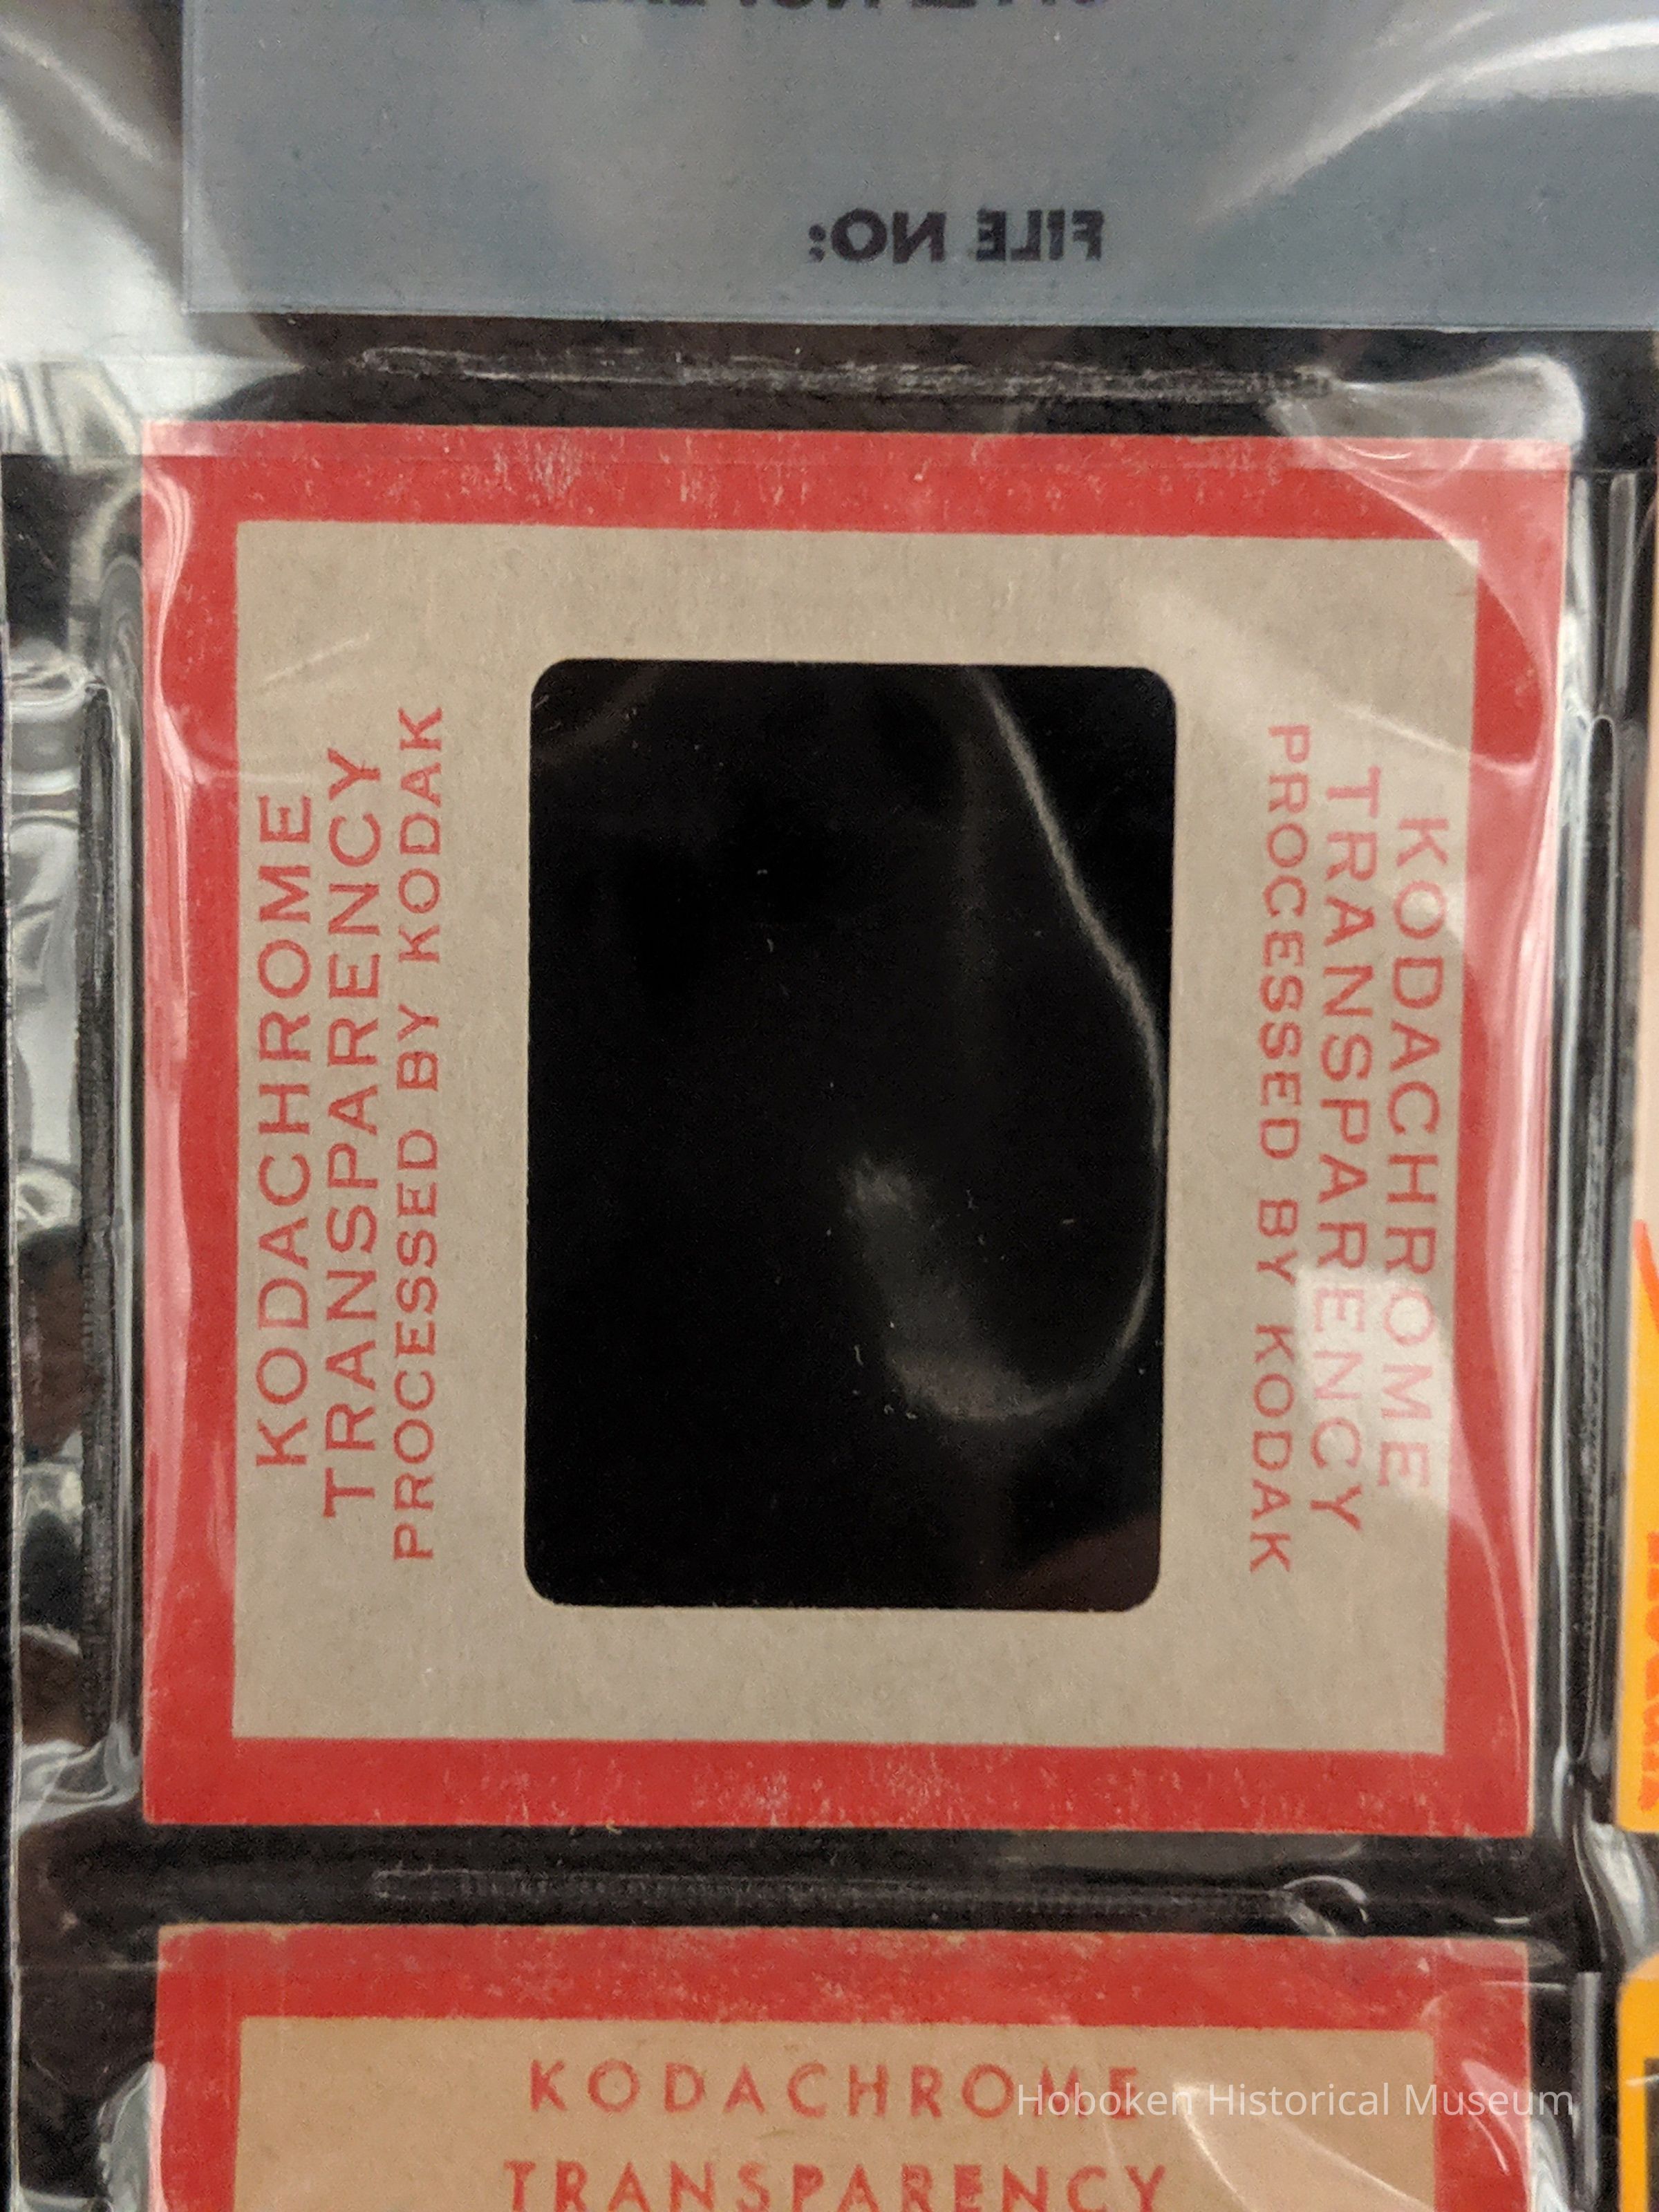 FILE NO:
KODACHROME
TRANSPARENCY
PROCESSED BY KODAK
KODACHROME
TRANSPARENCY
PROCESSED BY KODAK
KODACHROME
TRANSPARENCY
Hoboken Historical Museum